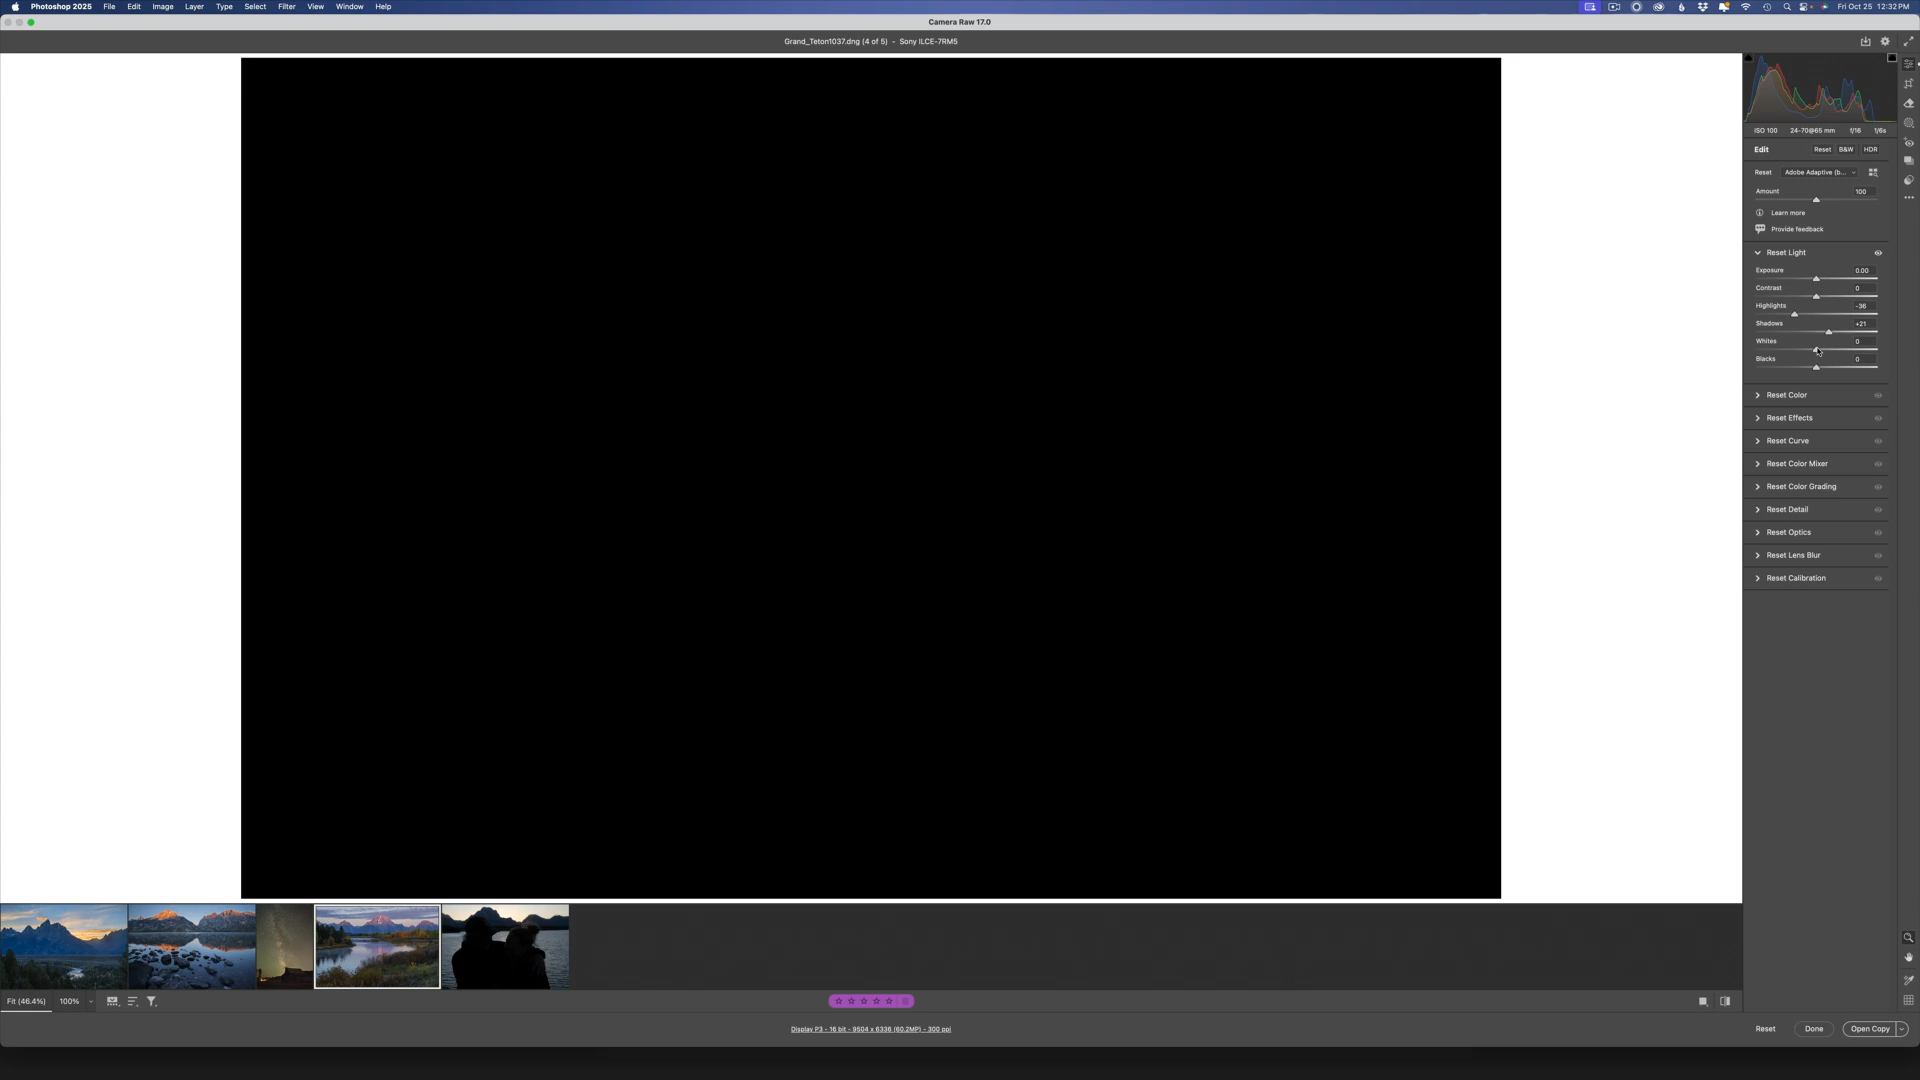 Photoshop 2025 File Edit Image Layer Type Select Filter View Window Help Fri Oct 25 12:32 PM
Camera Raw 17.0
Grand_Teton1037.dng (4 of 5) - Sony ILCE-7RM5
ISO 100 24-70@65 mm f/16 1/6s
Edit Reset B&W HDR
Reset Adobe Adaptive (b...
Amount 100
Learn more
Provide feedback
Reset Light
Exposure 0.00
Contrast 0
Highlights -36
Shadows +21
Whites 0
Blacks 0
Reset Color
Reset Effects
Reset Curve
Reset Color Mixer
Reset Color Grading
Reset Detail
Reset Optics
Reset Lens Blur
Reset Calibration
Fit (46.4%) 100%
Display P3 - 16 bit - 9504 x 6336 (60.2MP) - 300 ppi
Reset Done Open Copy